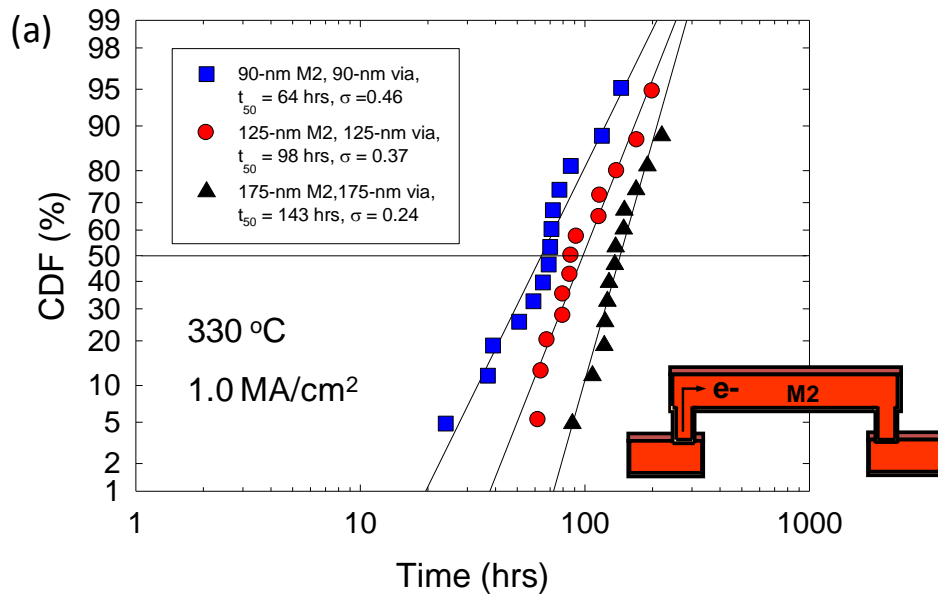 (a)
99
98
95
90
80
70
60
50
40
30
20
10
5
2
1
CDF (%)
90-nm M2, 90-nm via,
t50 = 64 hrs, σ =0.46
125-nm M2, 125-nm via,
t50 = 98 hrs, σ = 0.37
175-nm M2,175-nm via,
t50 = 143 hrs, σ = 0.24
330 oC
1.0 MA/cm2
e-
M2
1 10 100 1000
Time (hrs)